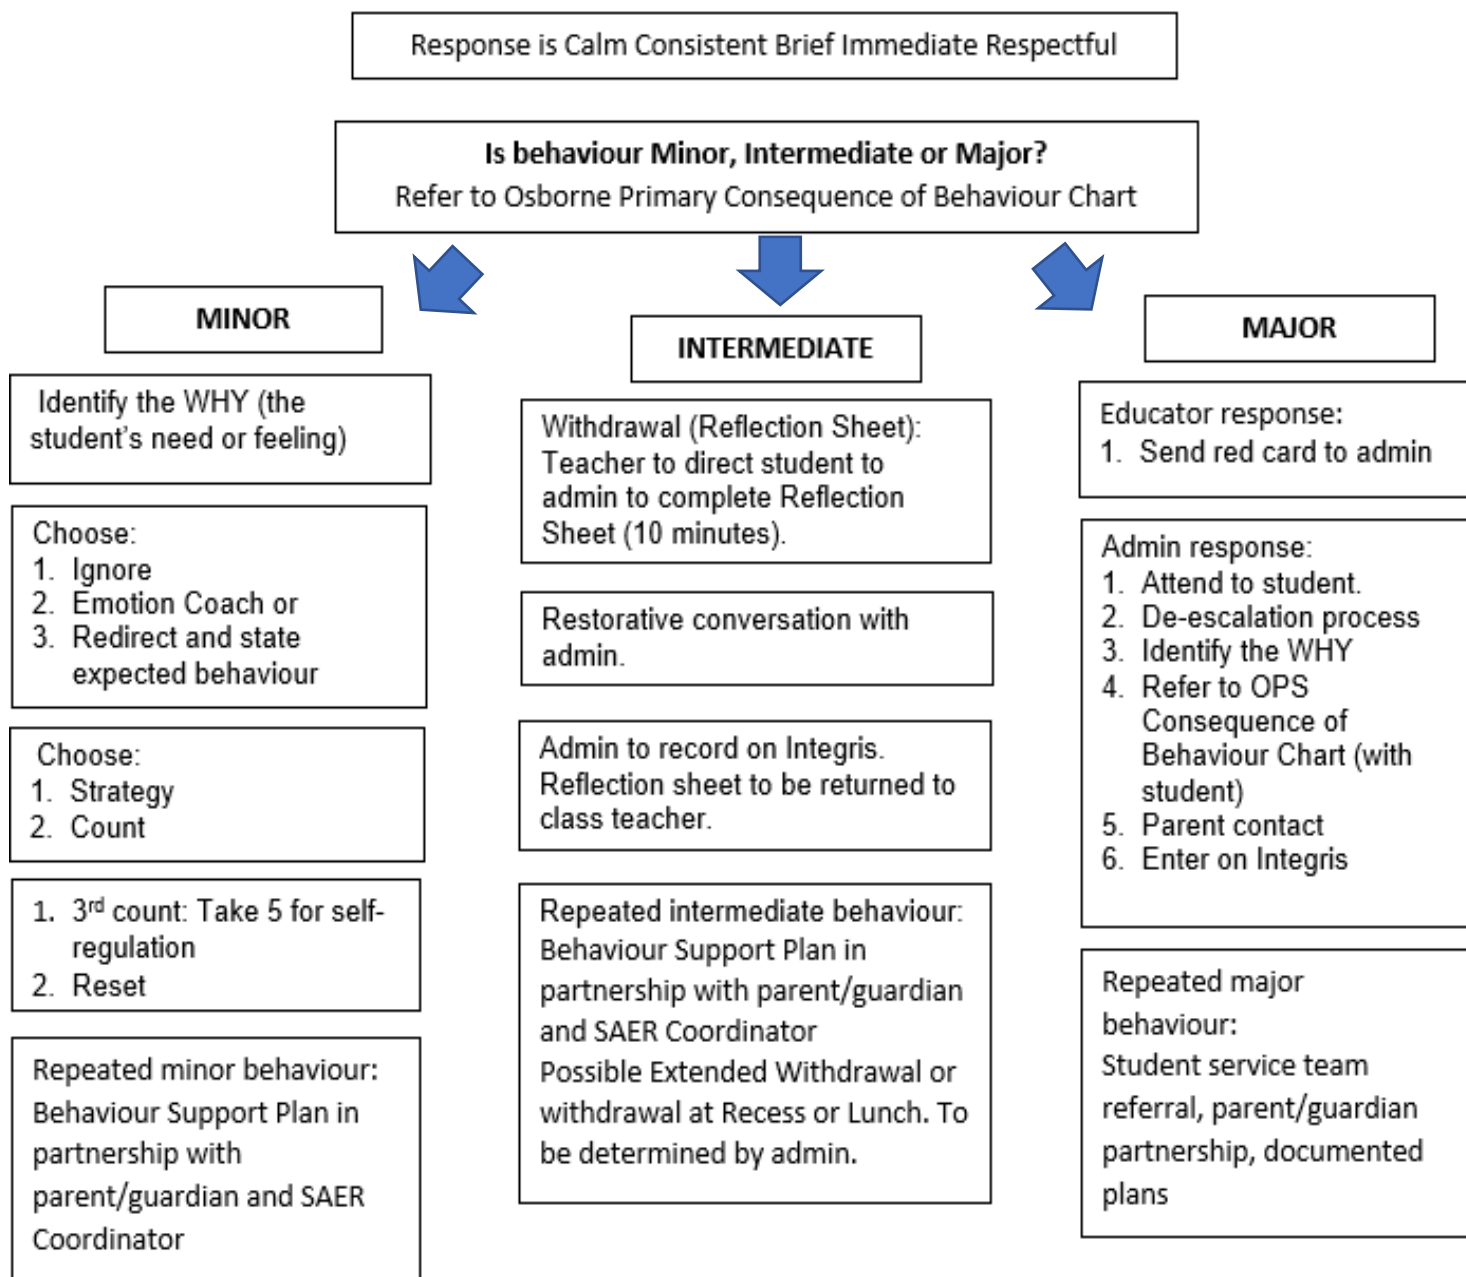 Response is Calm Consistent Brief Immediate Respectful
Is behaviour Minor, Intermediate or Major?
Refer to Osborne Primary Consequence of Behaviour Chart
MINOR
Identify the WHY (the
student's need or feeling)
Choose:
1. Ignore
2. Emotion Coach or
3. Redirect and state
expected behaviour
Choose:
1. Strategy
2. Count
1. 3rd count: Take 5 for self-
regulation
2. Reset
Repeated minor behaviour:
Behaviour Support Plan in
partnership with
parent/guardian and SAER
Coordinator
INTERMEDIATE
Withdrawal (Reflection Sheet):
Teacher to direct student to
admin to complete Reflection
Sheet (10 minutes).
Restorative conversation with
admin.
Admin to record on Integris.
Reflection sheet to be returned to
class teacher.
Repeated intermediate behaviour:
Behaviour Support Plan in
partnership with parent/guardian
and SAER Coordinator
Possible Extended Withdrawal or
withdrawal at Recess or Lunch. To
be determined by admin.
MAJOR
Educator response:
1. Send red card to admin
Admin response:
1. Attend to student.
2. De-escalation process
3. Identify the WHY
4. Refer to OPS
Consequence of
Behaviour Chart (with
student)
5. Parent contact
6. Enter on Integris
Repeated major
behaviour:
Student service team
referral, parent/guardian
partnership, documented
plans